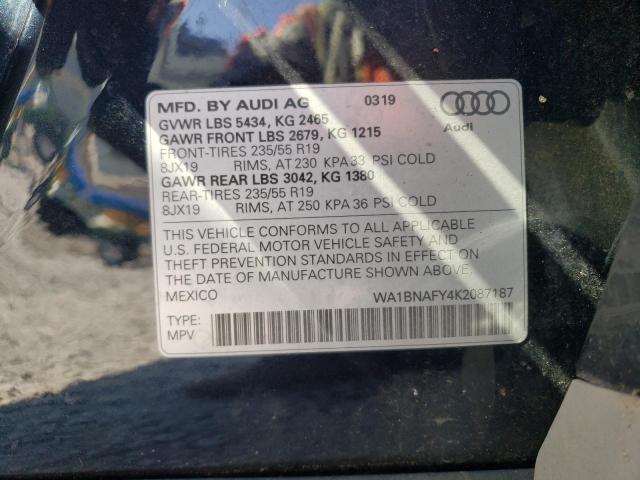 MFD. BY AUDI AG 0319
GVWR LBS 5434, KG 2465
GAWR FRONT LBS 2679, KG 1215
FRONT-TIRES 235/55 R19
8JX19 RIMS, AT 230 KPA 33 PSI COLD
GAWR REAR LBS 3042, KG 1380
REAR-TIRES 235/55 R19
8JX19 RIMS, AT 250 KPA 36 PSI COLD
Audi
THIS VEHICLE CONFORMS TO ALL APPLICABLE
U.S. FEDERAL MOTOR VEHICLE SAFETY AND
THEFT PREVENTION STANDARDS IN EFFECT ON
THE DATE OF MANUFACTURE SHOWN ABOVE.
MEXICO WA1BNAFY4K2087187
TYPE:
MPV